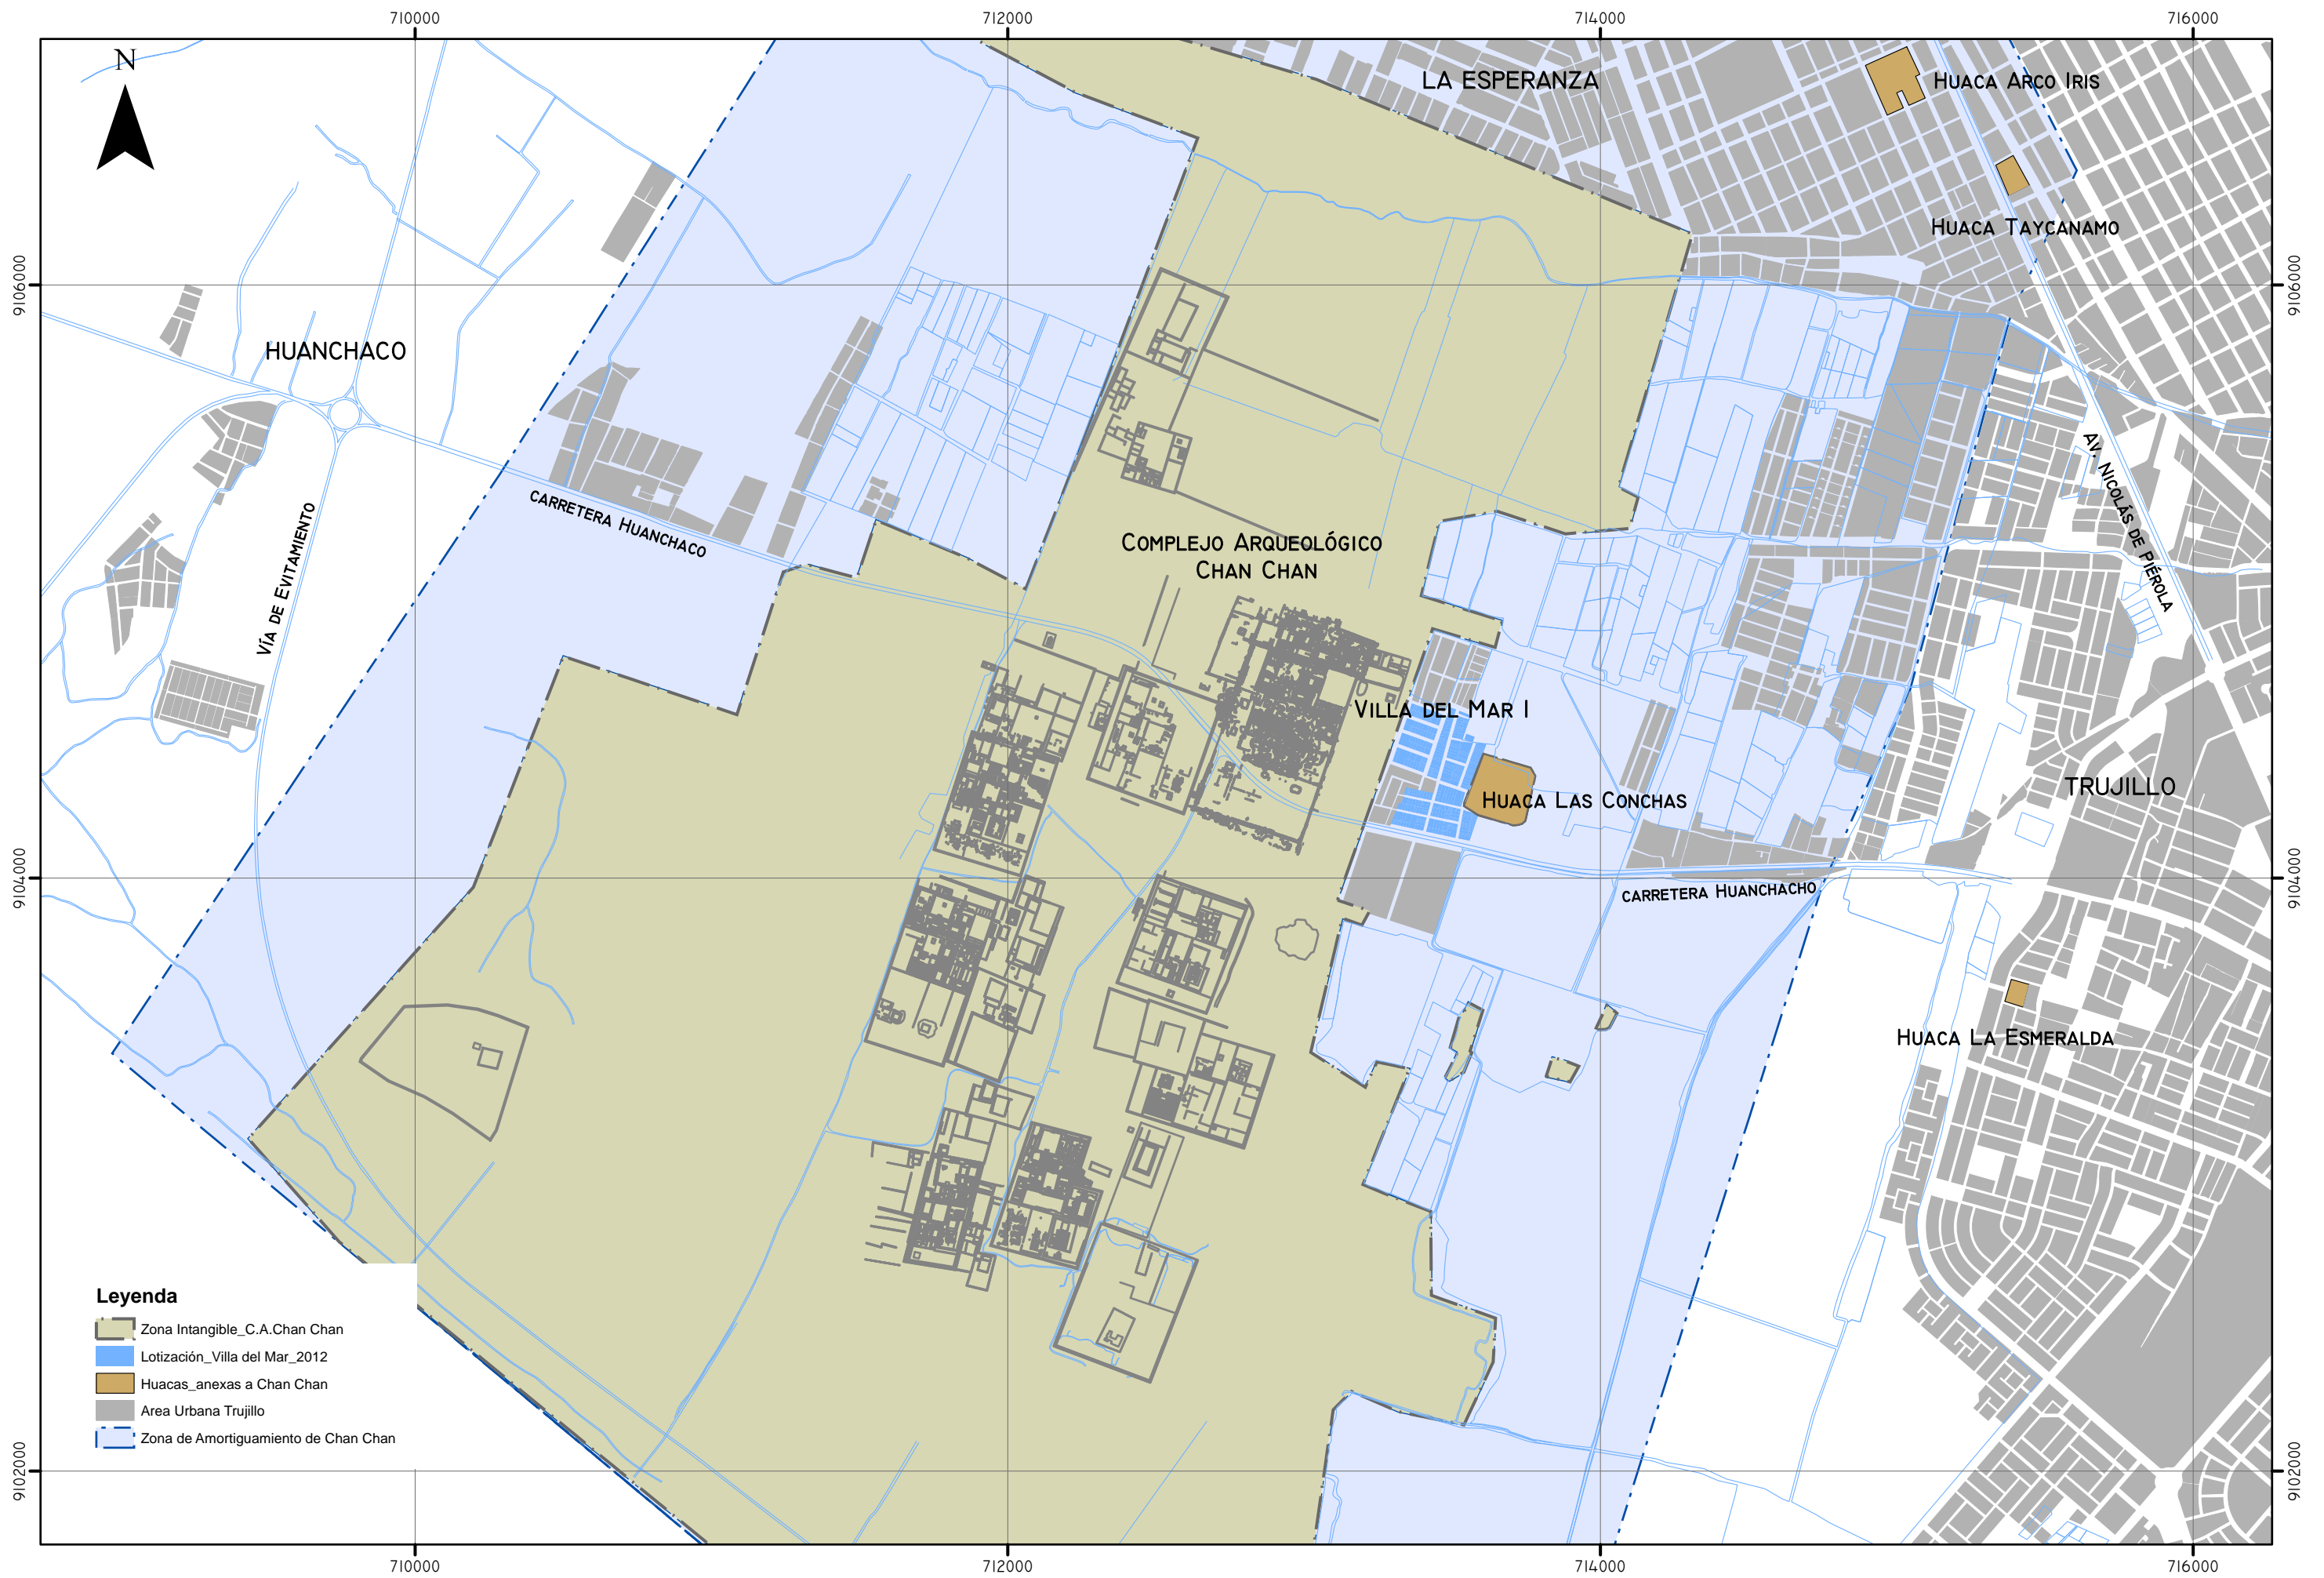 710000
712000
714000
716000
N
LA ESPERANZA
HUACA ARCO IRIS
HUACA TAYCANAMO
9106000
9106000
HUANCHACO
CARRETERA HUANCHACO
VÍA DE EVITAMIENTO
AV. NICOLÁS DE PIÉROLA
COMPLEJO ARQUEOLÓGICO
CHAN CHAN
VILLA DEL MAR I
HUACA LAS CONCHAS
TRUJILLO
9104000
9104000
CARRETERA HUANCHACHO
HUACA LA ESMERALDA
Leyenda
Zona Intangible_C.A.Chan Chan
Lotización_Villa del Mar_2012
Huacas_anexas a Chan Chan
Area Urbana Trujillo
Zona de Amortiguamiento de Chan Chan
9102000
9102000
710000
712000
714000
716000